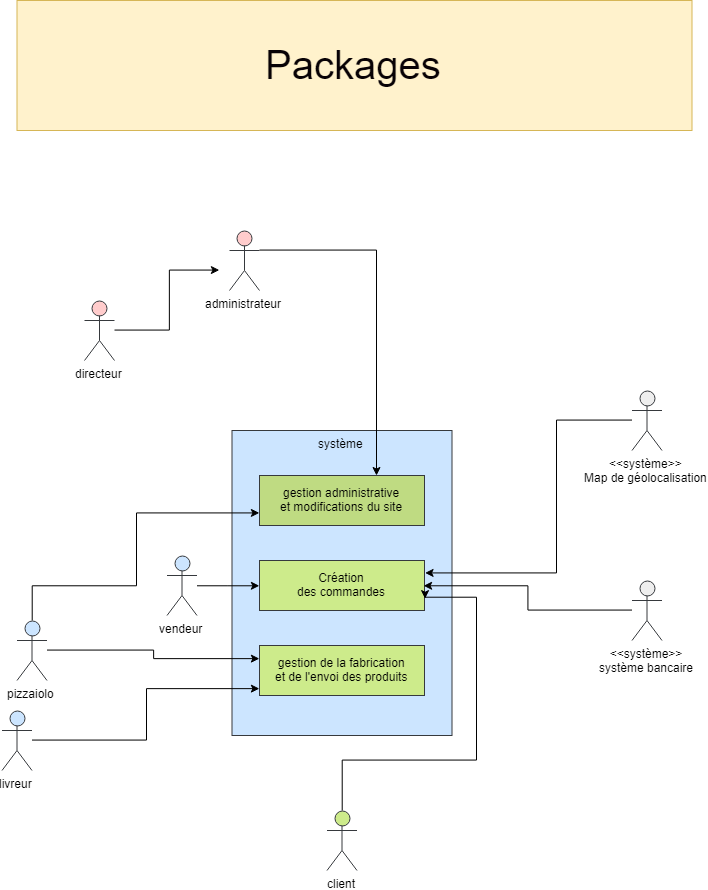 Packages
administrateur
directeur
système
<<système>>
Map de géolocalisation
gestion administrative
et modifications du site
Création
des commandes
vendeur
<<système>>
système bancaire
gestion de la fabrication
et de l'envoi des produits
pizzaiolo
livreur
client